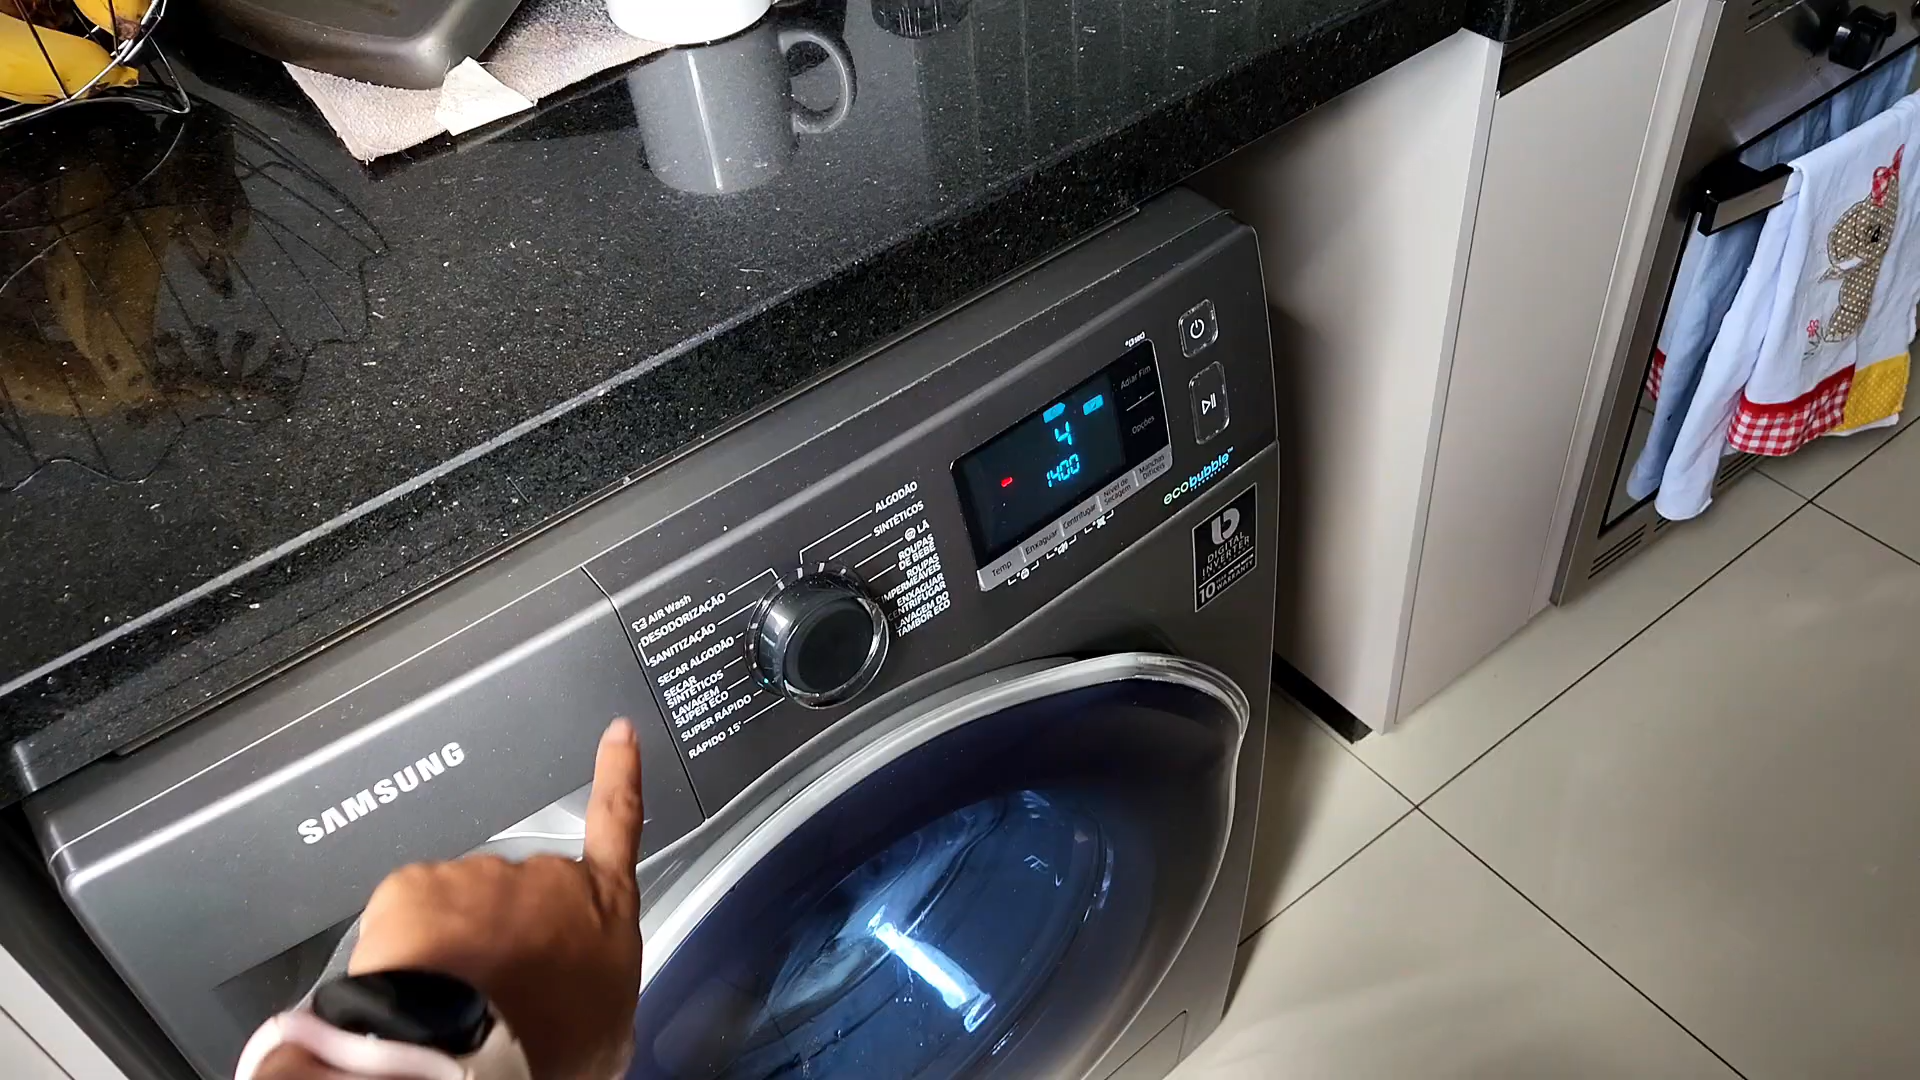 SAMSUNG
AIR Wash
DESODORIZAÇÃO
SANITIZAÇÃO
SECAR ALGODÃO
SECAR
SINTÉTICOS
LAVAGEM
SUPER ECO
SUPER RÁPIDO
RÁPIDO 15'
ALGODÃO
SINTÉTICOS
LÃ
ROUPAS
DE BEBÊ
ROUPAS
IMPERMEÁVEIS
ENXAGUAR
CENTRIFUGAR
LAVAGEM DO
TAMBOR ECO
4
1400
Temp
Enxaguar
Centrifugar
Nível de
Secagem
Manchas
Difíceis
Adiar Fim
Opções
ecobubble™
DIGITAL
INVERTER
10